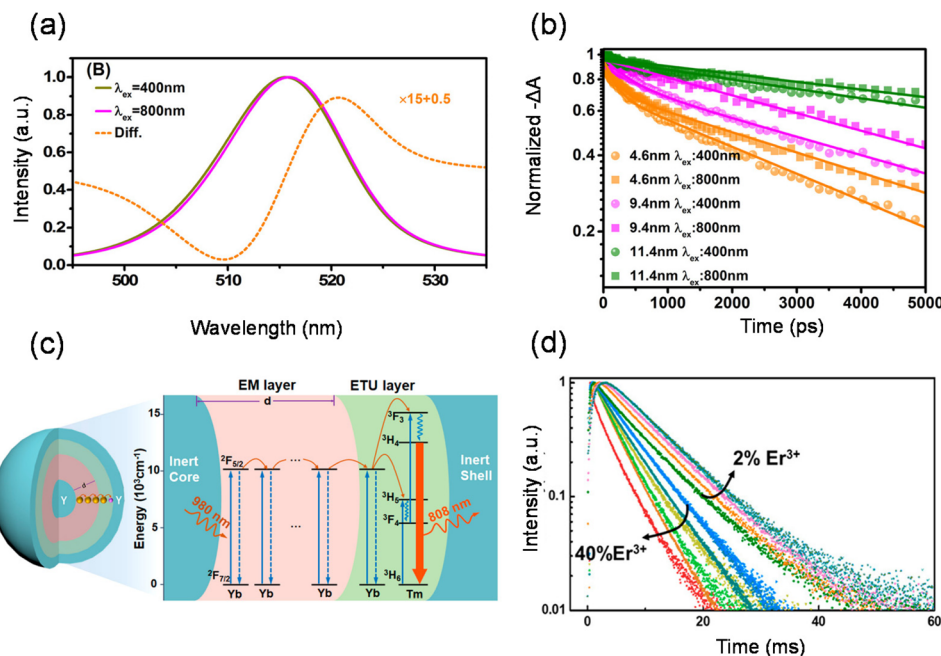 (a)
(B)
λex=400nm
λex=800nm
Diff.
×15+0.5
Intensity (a.u.)
1.0
0.8
0.6
0.4
0.2
0.0
500
510
520
530
Wavelength (nm)
(b)
Normalized -ΔA
1
0.8
0.6
0.4
0.2
4.6nm λex:400nm
4.6nm λex:800nm
9.4nm λex:400nm
9.4nm λex:800nm
11.4nm λex:400nm
11.4nm λex:800nm
0
1000
2000
3000
4000
5000
Time (ps)
(c)
EM layer
ETU layer
d
δ
Y
Y
Energy (10³cm⁻¹)
15
10
5
0
Inert
Core
²F5/2
²F7/2
980 nm
...
...
Yb
Yb
Yb
Yb
Tm
³F3
³H4
³H5
³F4
³H6
808 nm
Inert
Shell
(d)
Intensity (a.u.)
1
0.1
0.01
2% Er³⁺
40%Er³⁺
0
20
40
60
Time (ms)